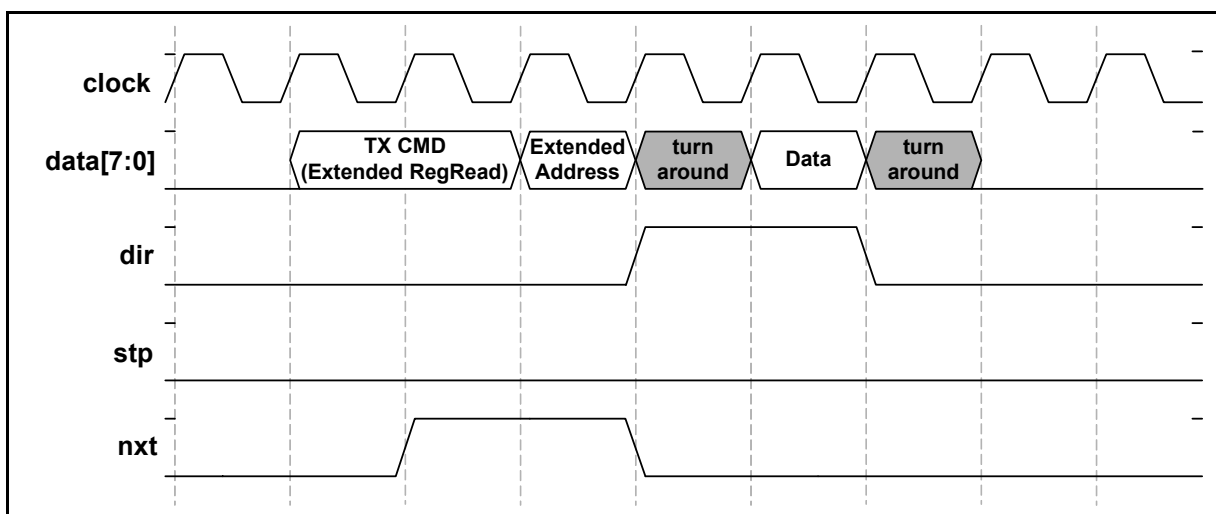 clock
data[7:0]
TX CMD
(Extended RegRead)
Extended
Address
turn
around
Data
turn
around
dir
stp
nxt